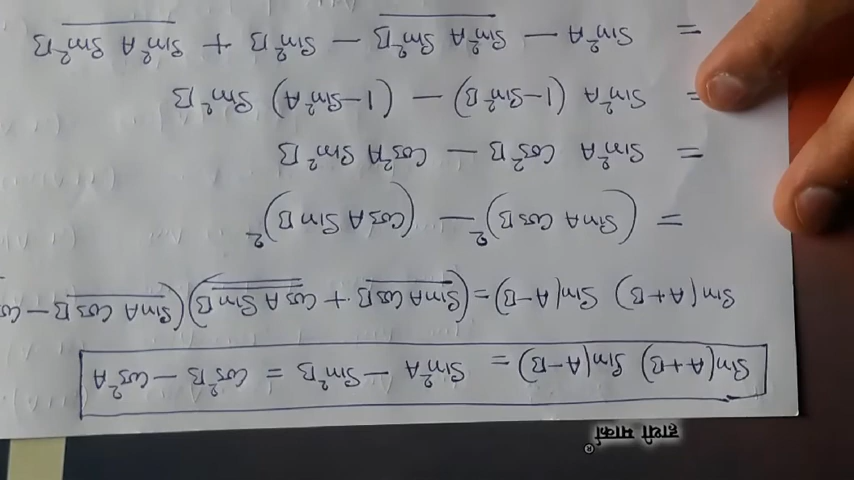 हाथी मार्का®
Sin(A+B) Sin(A-B) = Sin²A - Sin²B = Cos²B - Cos²A
Sin(A+B) Sin(A-B) = (SinA CosB + CosA SinB)(SinA CosB -
= (SinA CosB)² - (CosA SinB)²
= Sin²A Cos²B - Cos²A Sin²B
= Sin²A (1-Sin²B) - (1-Sin²A) Sin²B
= Sin²A - Sin²A Sin²B - Sin²B + Sin²A Sin²B